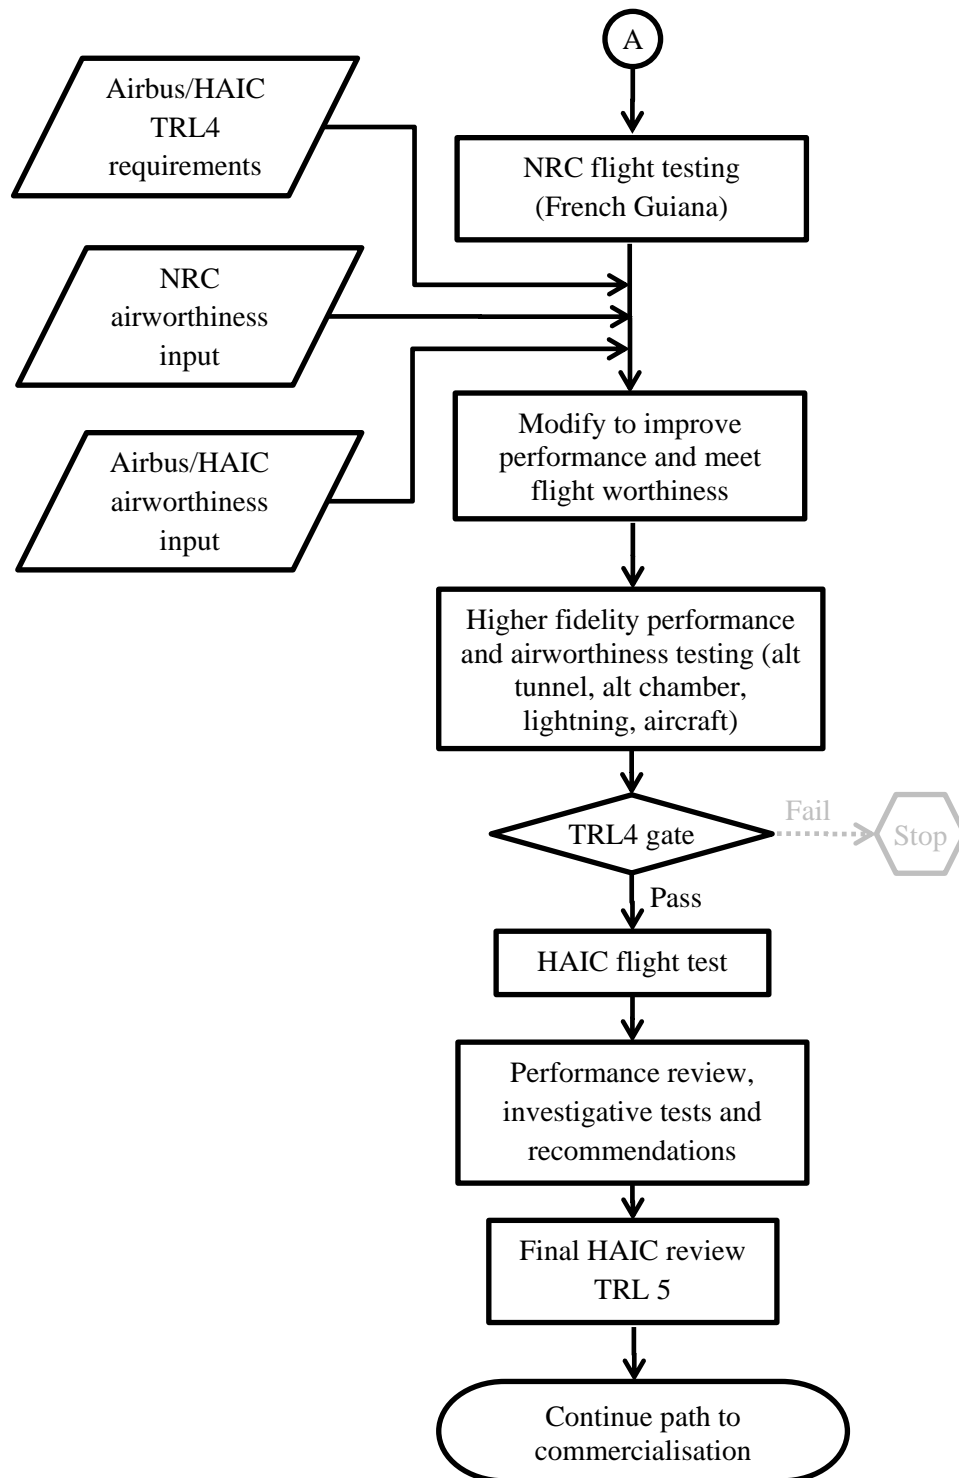 A
Airbus/HAIC
TRL4
requirements
NRC flight testing
(French Guiana)
NRC
airworthiness
input
Airbus/HAIC
airworthiness
input
Modify to improve
performance and meet
flight worthiness
Higher fidelity performance
and airworthiness testing (alt
tunnel, alt chamber,
lightning, aircraft)
TRL4 gate
Fail
Stop
Pass
HAIC flight test
Performance review,
investigative tests and
recommendations
Final HAIC review
TRL 5
Continue path to
commercialisation